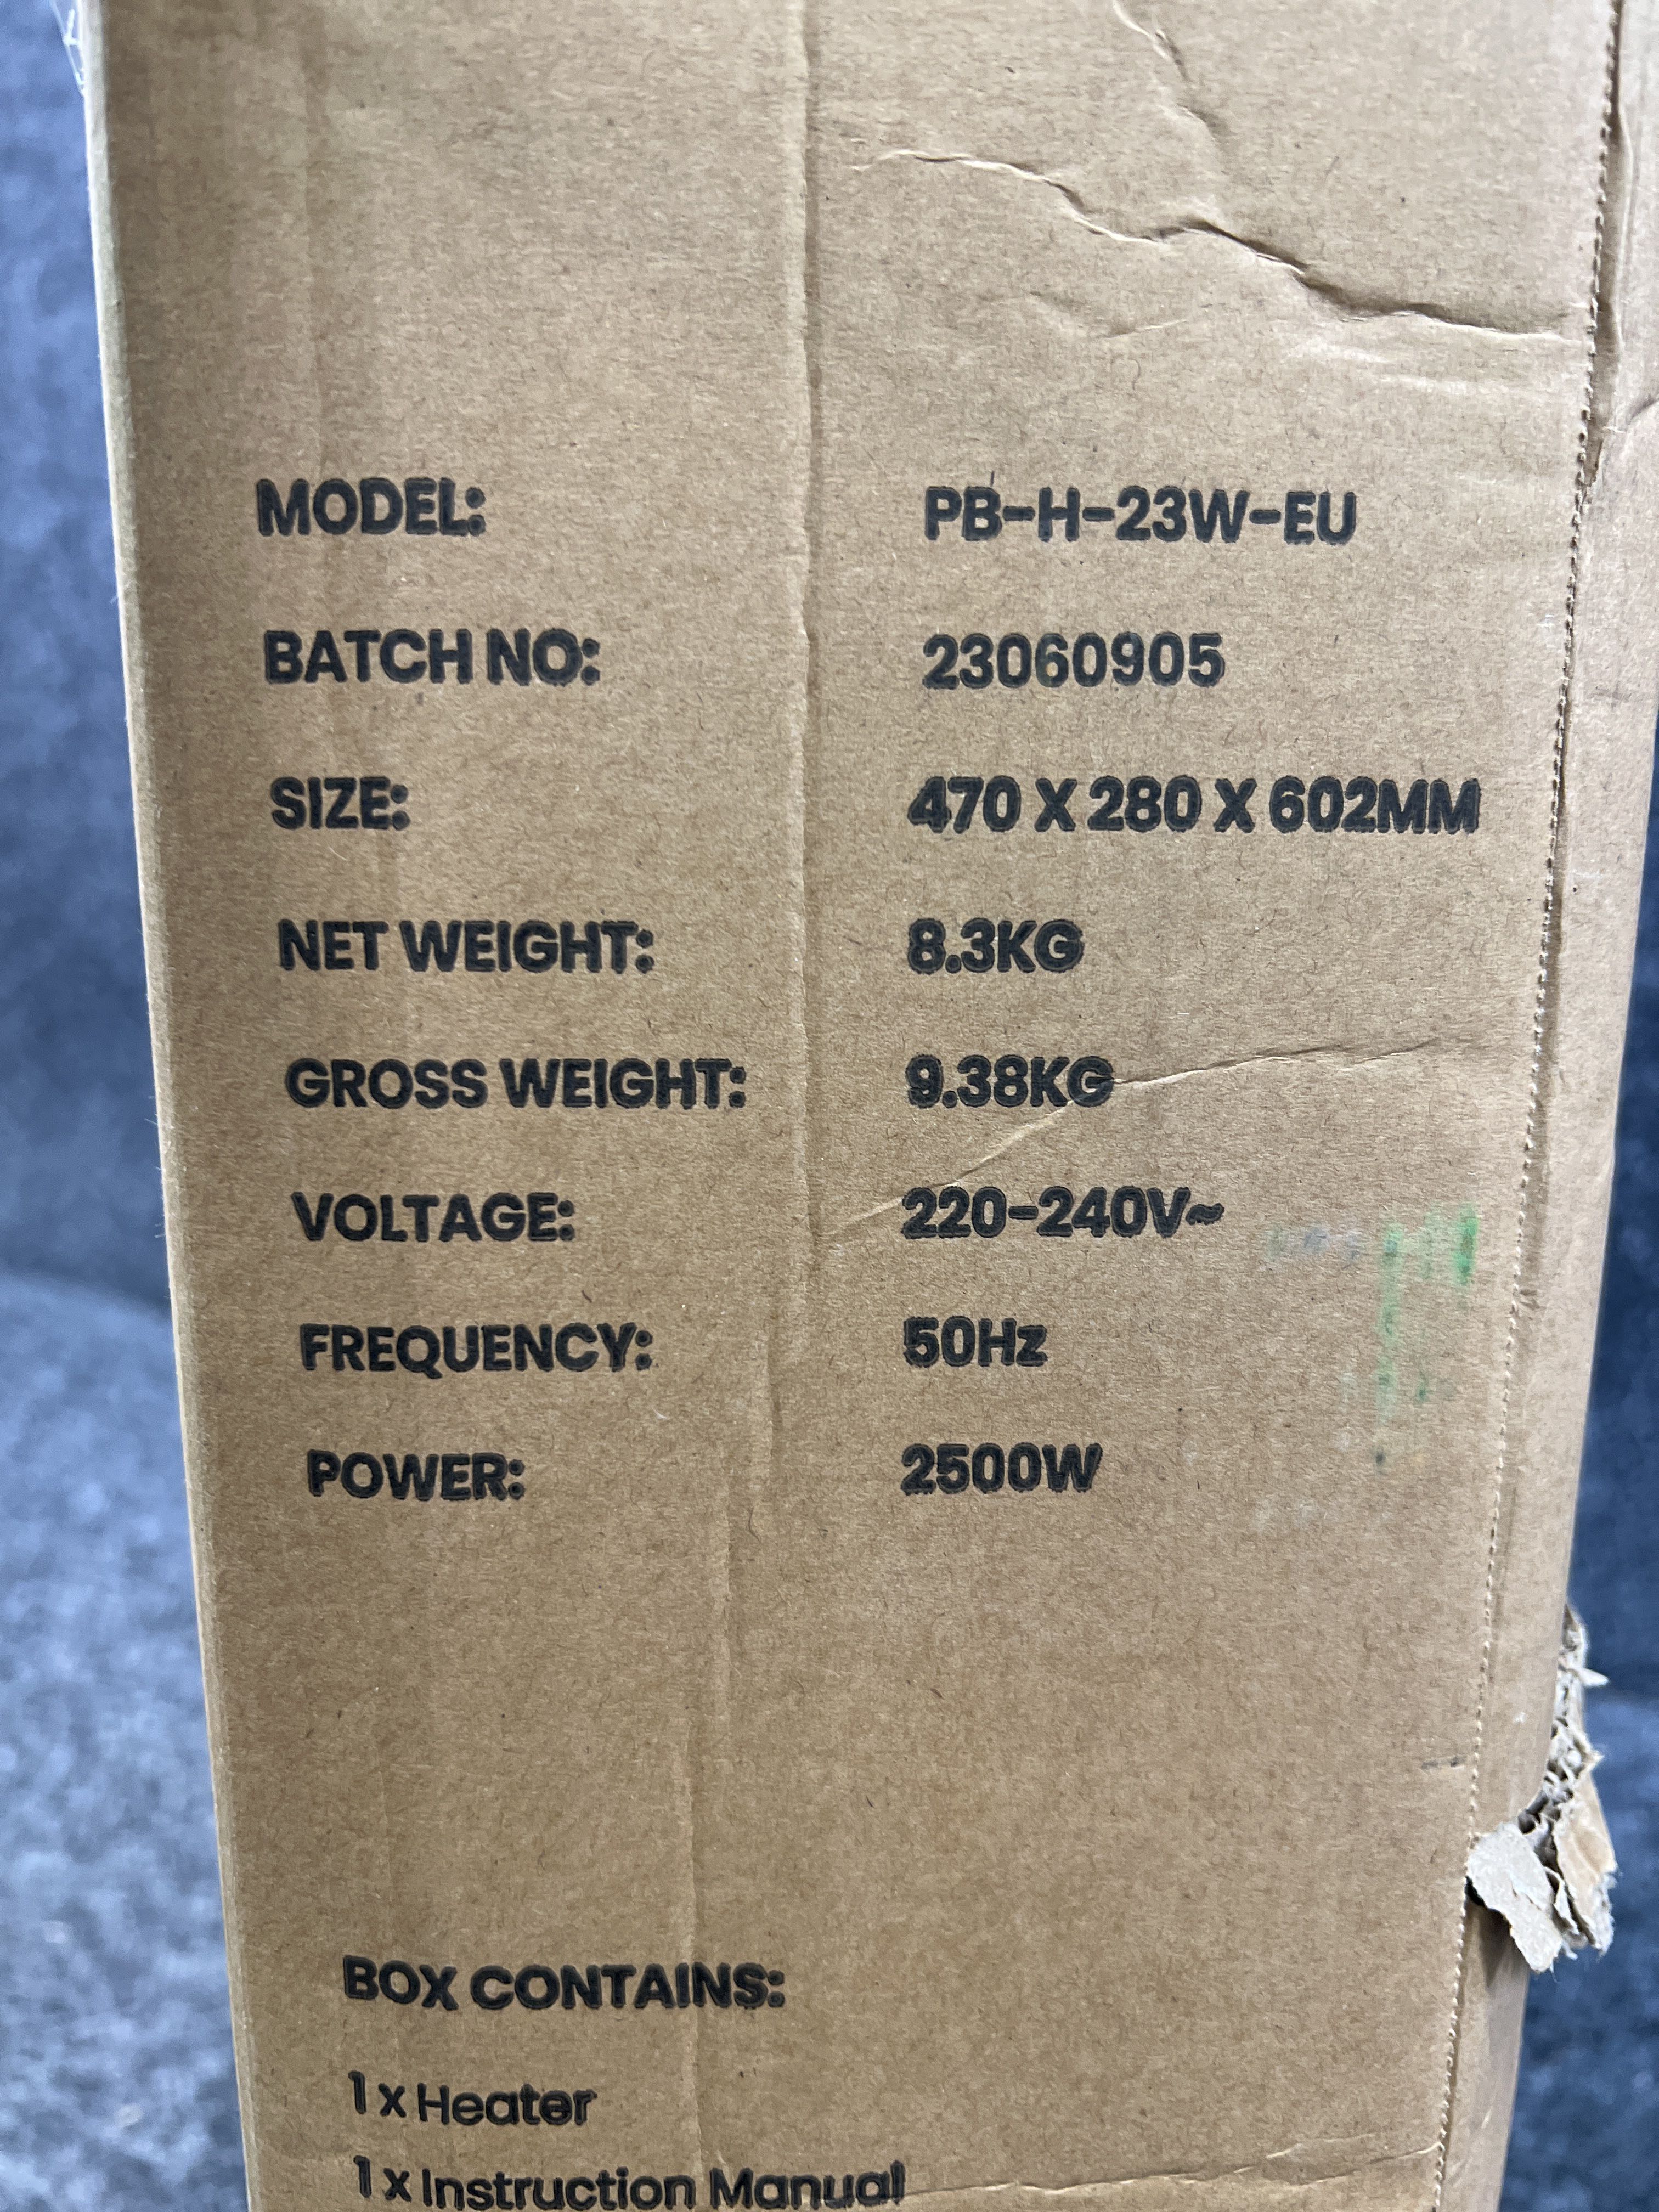 MODEL: PB-H-23W-EU
BATCH NO: 23060905
SIZE: 470 X 280 X 602MM
NET WEIGHT: 8.3KG
GROSS WEIGHT: 9.38KG
VOLTAGE: 220-240V~
FREQUENCY: 50Hz
POWER: 2500W
BOX CONTAINS:
1 x Heater
1 x Instruction Manual